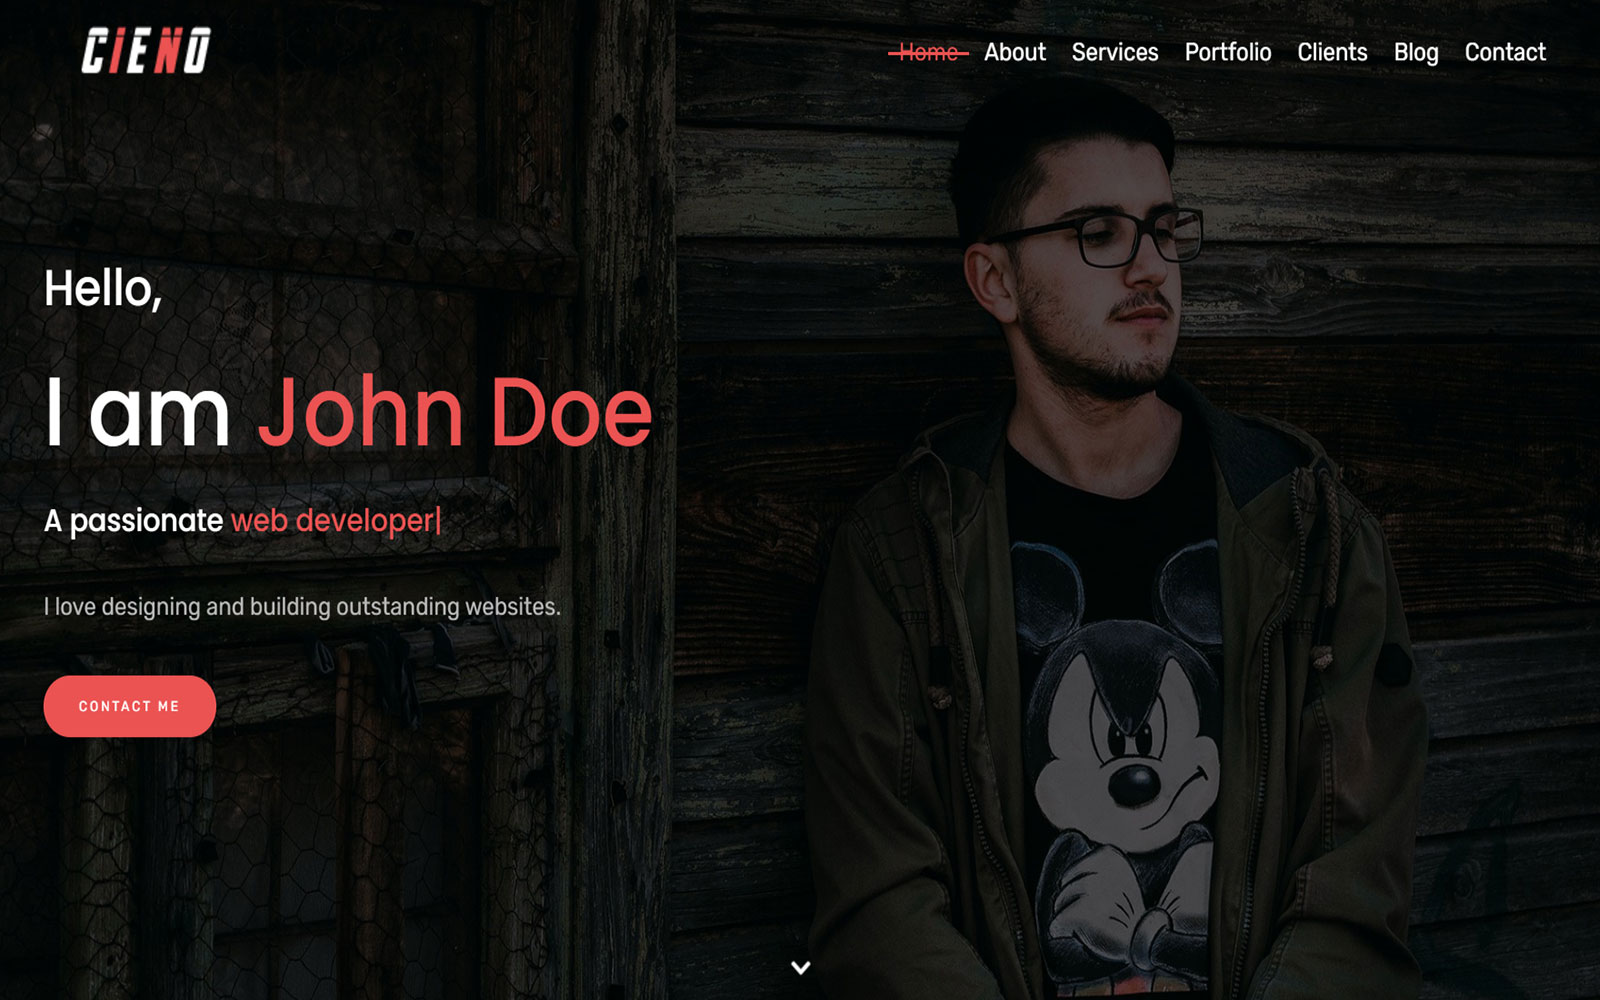 CIENO
Home About Services Portfolio Clients Blog Contact
Hello,
I am John Doe
A passionate web developer|
I love designing and building outstanding websites.
CONTACT ME